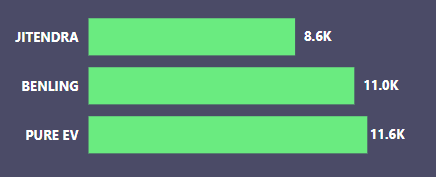 JITENDRA 8.6K
BENLING 11.0K
PURE EV 11.6K